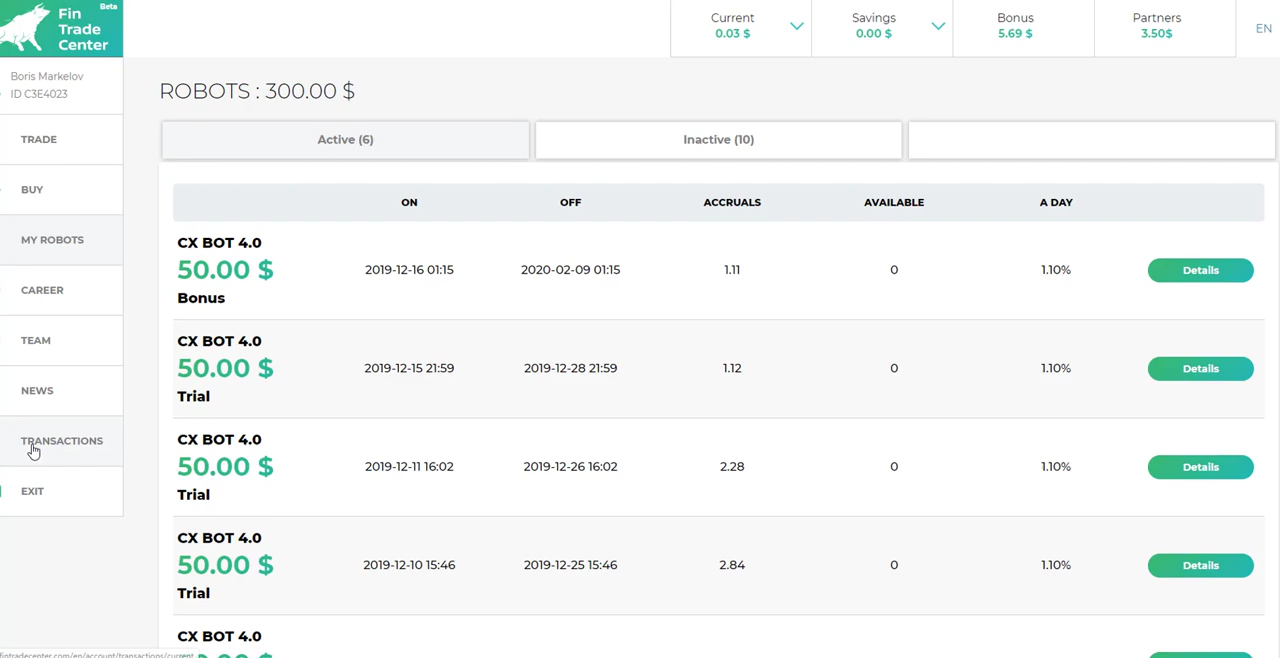 Beta
Fin
Trade
Center
Current
0.03 $
Savings
0.00 $
Bonus
5.69 $
Partners
3.50$
EN
Boris Markelov
ID C3E4023
TRADE
BUY
MY ROBOTS
CAREER
TEAM
NEWS
TRANSACTIONS
EXIT
ROBOTS : 300.00 $
Active (6)
Inactive (10)
ON OFF ACCRUALS AVAILABLE A DAY
CX BOT 4.0
50.00 $
Bonus
2019-12-16 01:15 2020-02-09 01:15 1.11 0 1.10% Details
CX BOT 4.0
50.00 $
Trial
2019-12-15 21:59 2019-12-28 21:59 1.12 0 1.10% Details
CX BOT 4.0
50.00 $
Trial
2019-12-11 16:02 2019-12-26 16:02 2.28 0 1.10% Details
CX BOT 4.0
50.00 $
Trial
2019-12-10 15:46 2019-12-25 15:46 2.84 0 1.10% Details
CX BOT 4.0
fintradecenter.com/en/account/transactions/current